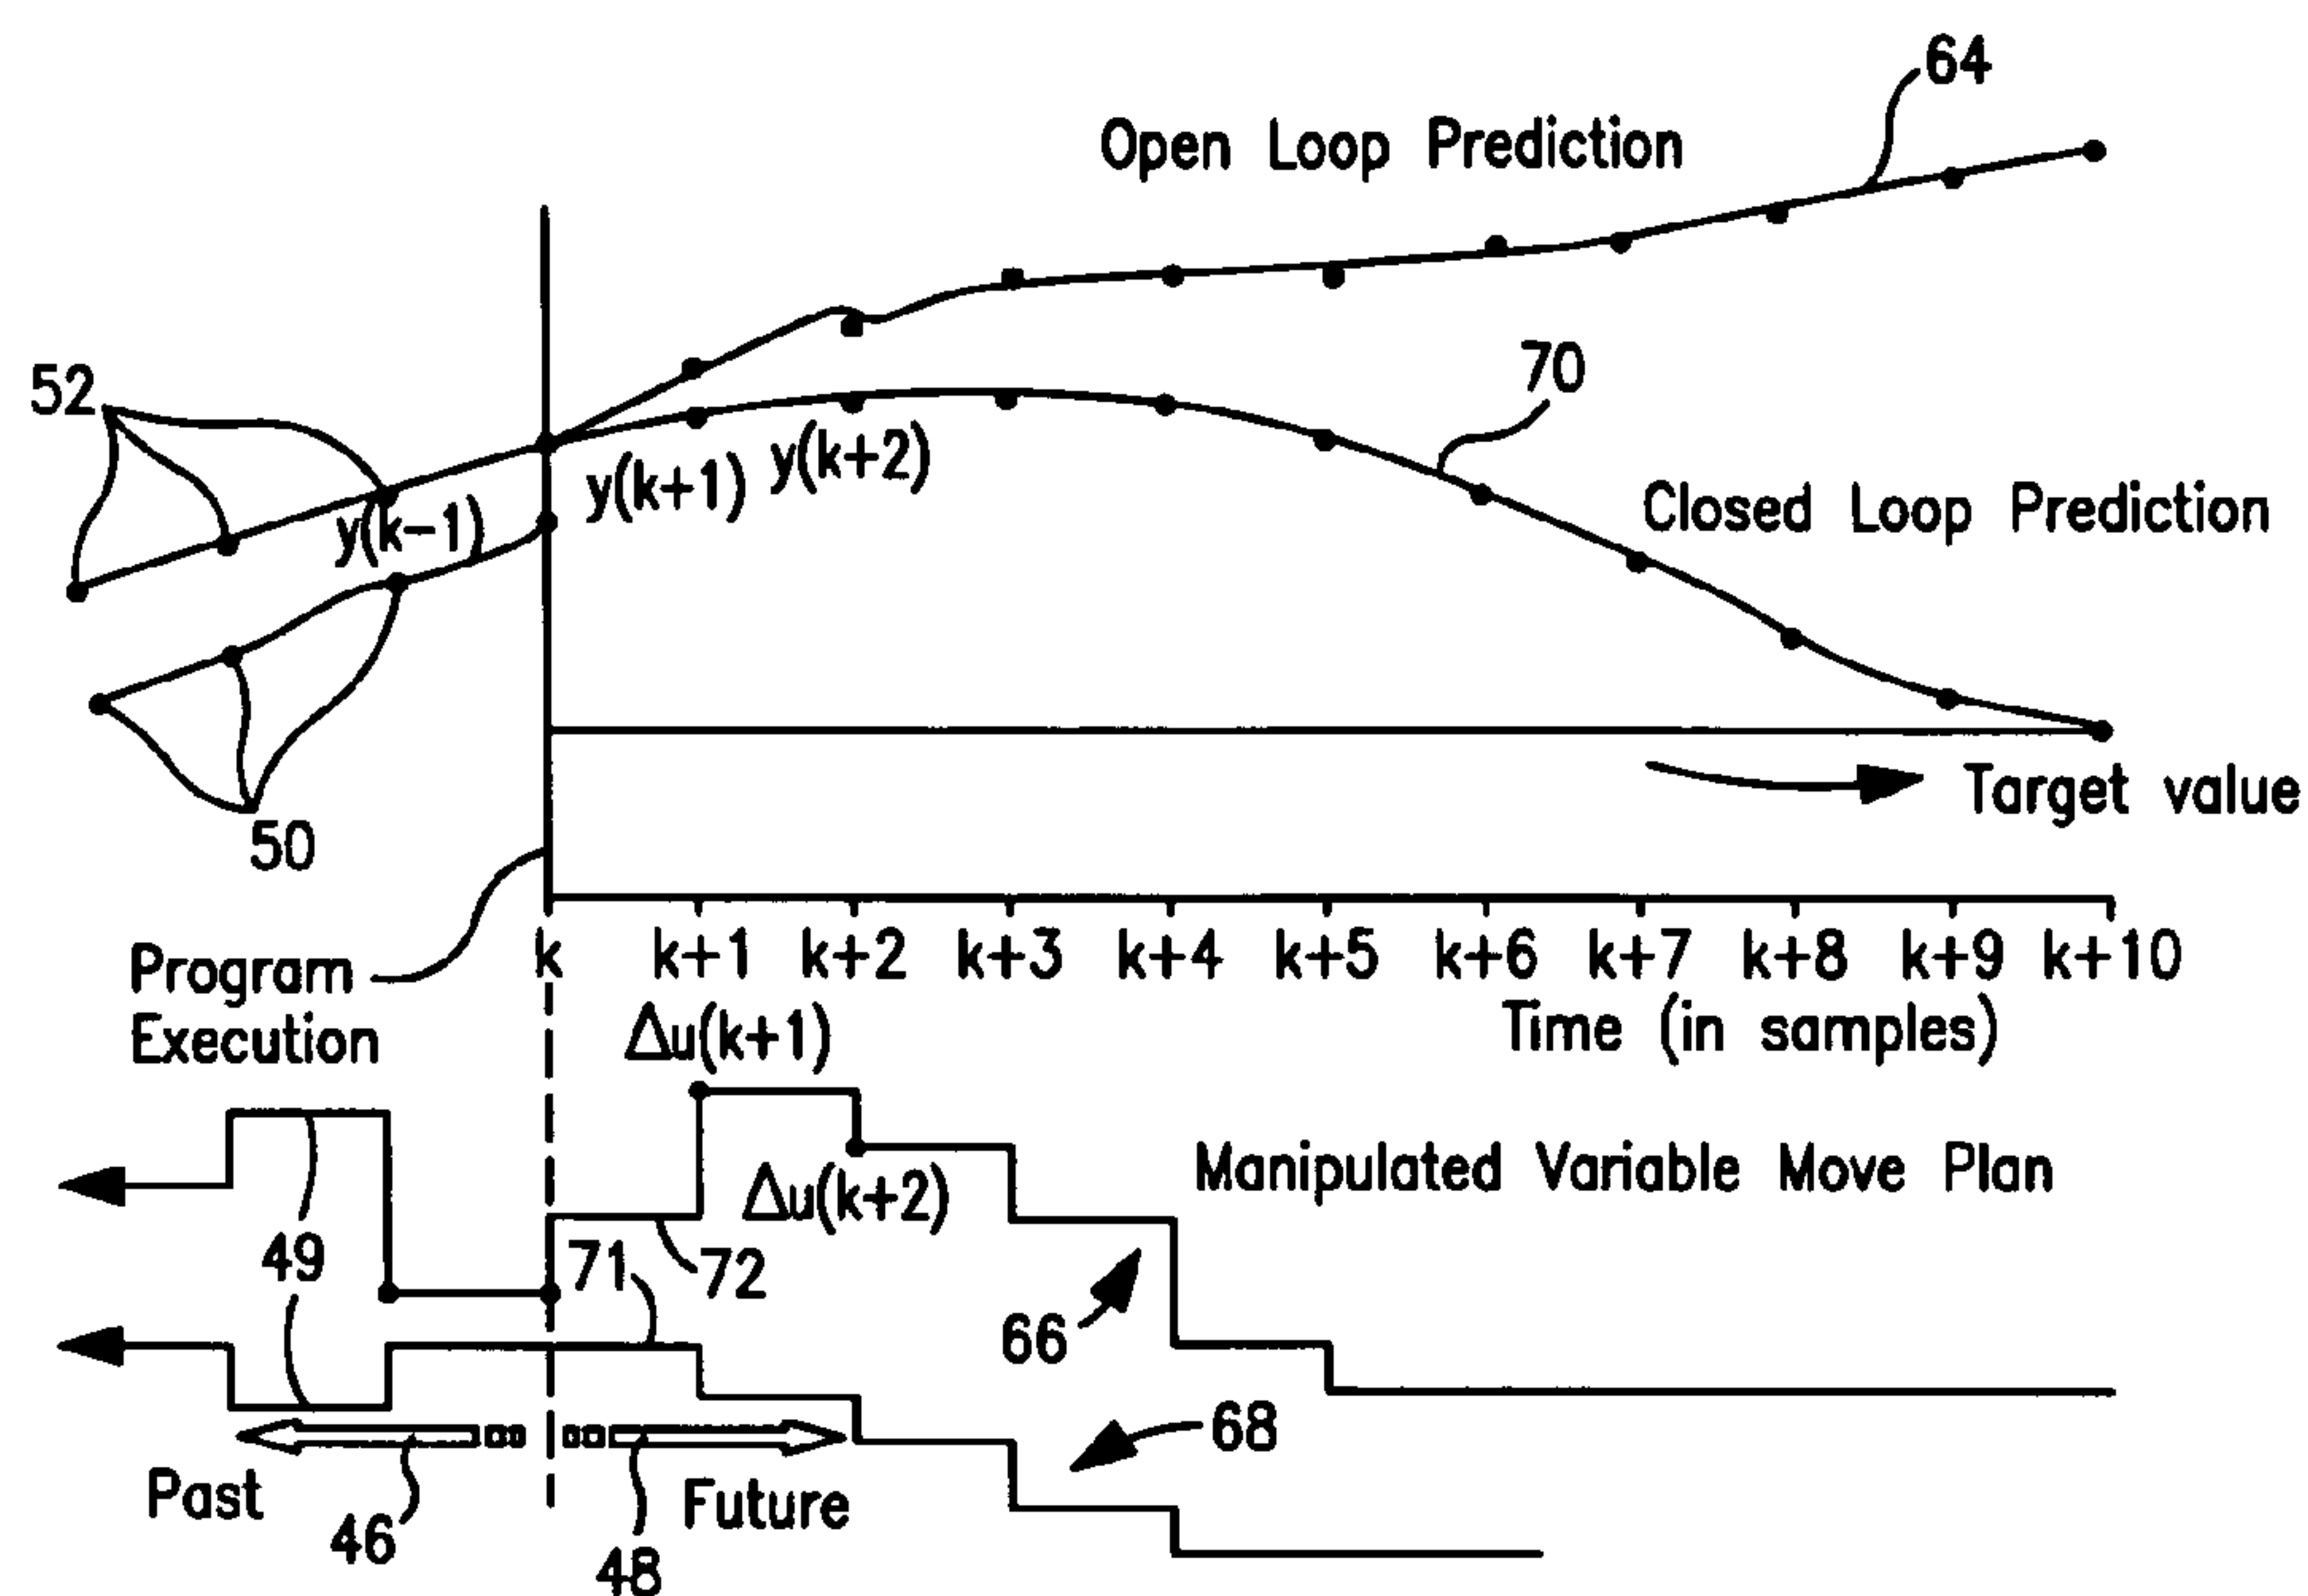 64
Open Loop Prediction
52
70
y(k-1)
y(k+1)
y(k+2)
Closed Loop Prediction
50
Target value
Program
Execution
k
k+1
k+2
k+3
k+4
k+5
k+6
k+7
k+8
k+9
k+10
Time (in samples)
Δu(k+1)
Manipulated Variable Move Plan
Δu(k+2)
49
71
72
66
68
Past
46
48
Future